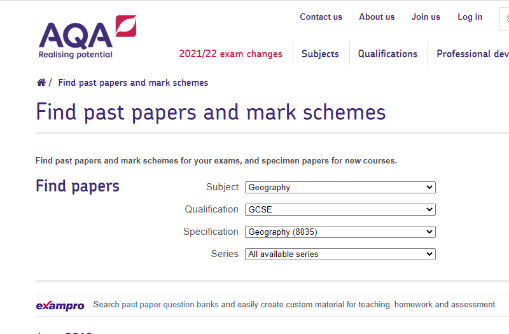 Contact us About us Join us Log in
AQA
Realising potential
2021/22 exam changes Subjects Qualifications Professional dev
/ Find past papers and mark schemes
Find past papers and mark schemes
Find past papers and mark schemes for your exams, and specimen papers for new courses.
Find papers
Subject Geography
Qualification GCSE
Specification Geography (8035)
Series All available series
exampro Search past paper question banks and easily create custom material for teaching, homework and assessment.